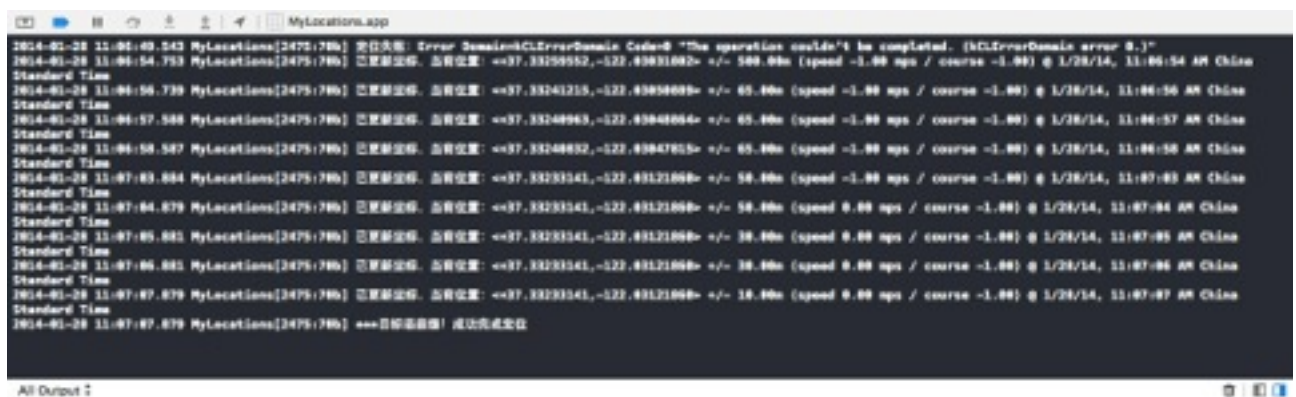 MyLocations.app
2014-01-28 11:06:49.543 MyLocations[2475:70b] 定位失败: Error Domain=kCLErrorDomain Code=0 "The operation couldn't be completed. (kCLErrorDomain error 0.)"
2014-01-28 11:06:54.753 MyLocations[2475:70b] 已更新坐标, 当前位置: <+37.33259552,-122.03031802> +/- 500.00m (speed -1.00 mps / course -1.00) @ 1/28/14, 11:06:54 AM China
Standard Time
2014-01-28 11:06:56.739 MyLocations[2475:70b] 已更新坐标, 当前位置: +/- 65.00m (speed -1.00 mps / course -1.00) @ 1/28/14, 11:06:56 AM China
Standard Time
2014-01-28 11:06:57.588 MyLocations[2475:70b] 已更新坐标, 当前位置: +/- 65.00m (speed -1.00 mps / course -1.00) @ 1/28/14, 11:06:57 AM China
Standard Time
2014-01-28 11:06:58.587 MyLocations[2475:70b] 已更新坐标, 当前位置: +/- 65.00m (speed -1.00 mps / course -1.00) @ 1/28/14, 11:06:58 AM China
Standard Time
2014-01-28 11:07:03.884 MyLocations[2475:70b] 已更新坐标, 当前位置: <+37.33233141,-122.03121860> +/- 50.00m (speed -1.00 mps / course -1.00) @ 1/28/14, 11:07:03 AM China
Standard Time
2014-01-28 11:07:04.879 MyLocations[2475:70b] 已更新坐标, 当前位置: <+37.33233141,-122.03121860> +/- 50.00m (speed 0.00 mps / course -1.00) @ 1/28/14, 11:07:04 AM China
Standard Time
2014-01-28 11:07:05.881 MyLocations[2475:70b] 已更新坐标, 当前位置: <+37.33233141,-122.03121860> +/- 30.00m (speed 0.00 mps / course -1.00) @ 1/28/14, 11:07:05 AM China
Standard Time
2014-01-28 11:07:06.881 MyLocations[2475:70b] 已更新坐标, 当前位置: <+37.33233141,-122.03121860> +/- 30.00m (speed 0.00 mps / course -1.00) @ 1/28/14, 11:07:06 AM China
Standard Time
2014-01-28 11:07:07.879 MyLocations[2475:70b] 已更新坐标, 当前位置: <+37.33233141,-122.03121860> +/- 10.00m (speed 0.00 mps / course -1.00) @ 1/28/14, 11:07:07 AM China
Standard Time
2014-01-28 11:07:07.879 MyLocations[2475:70b] ***目标! 成功完成定位
All Output